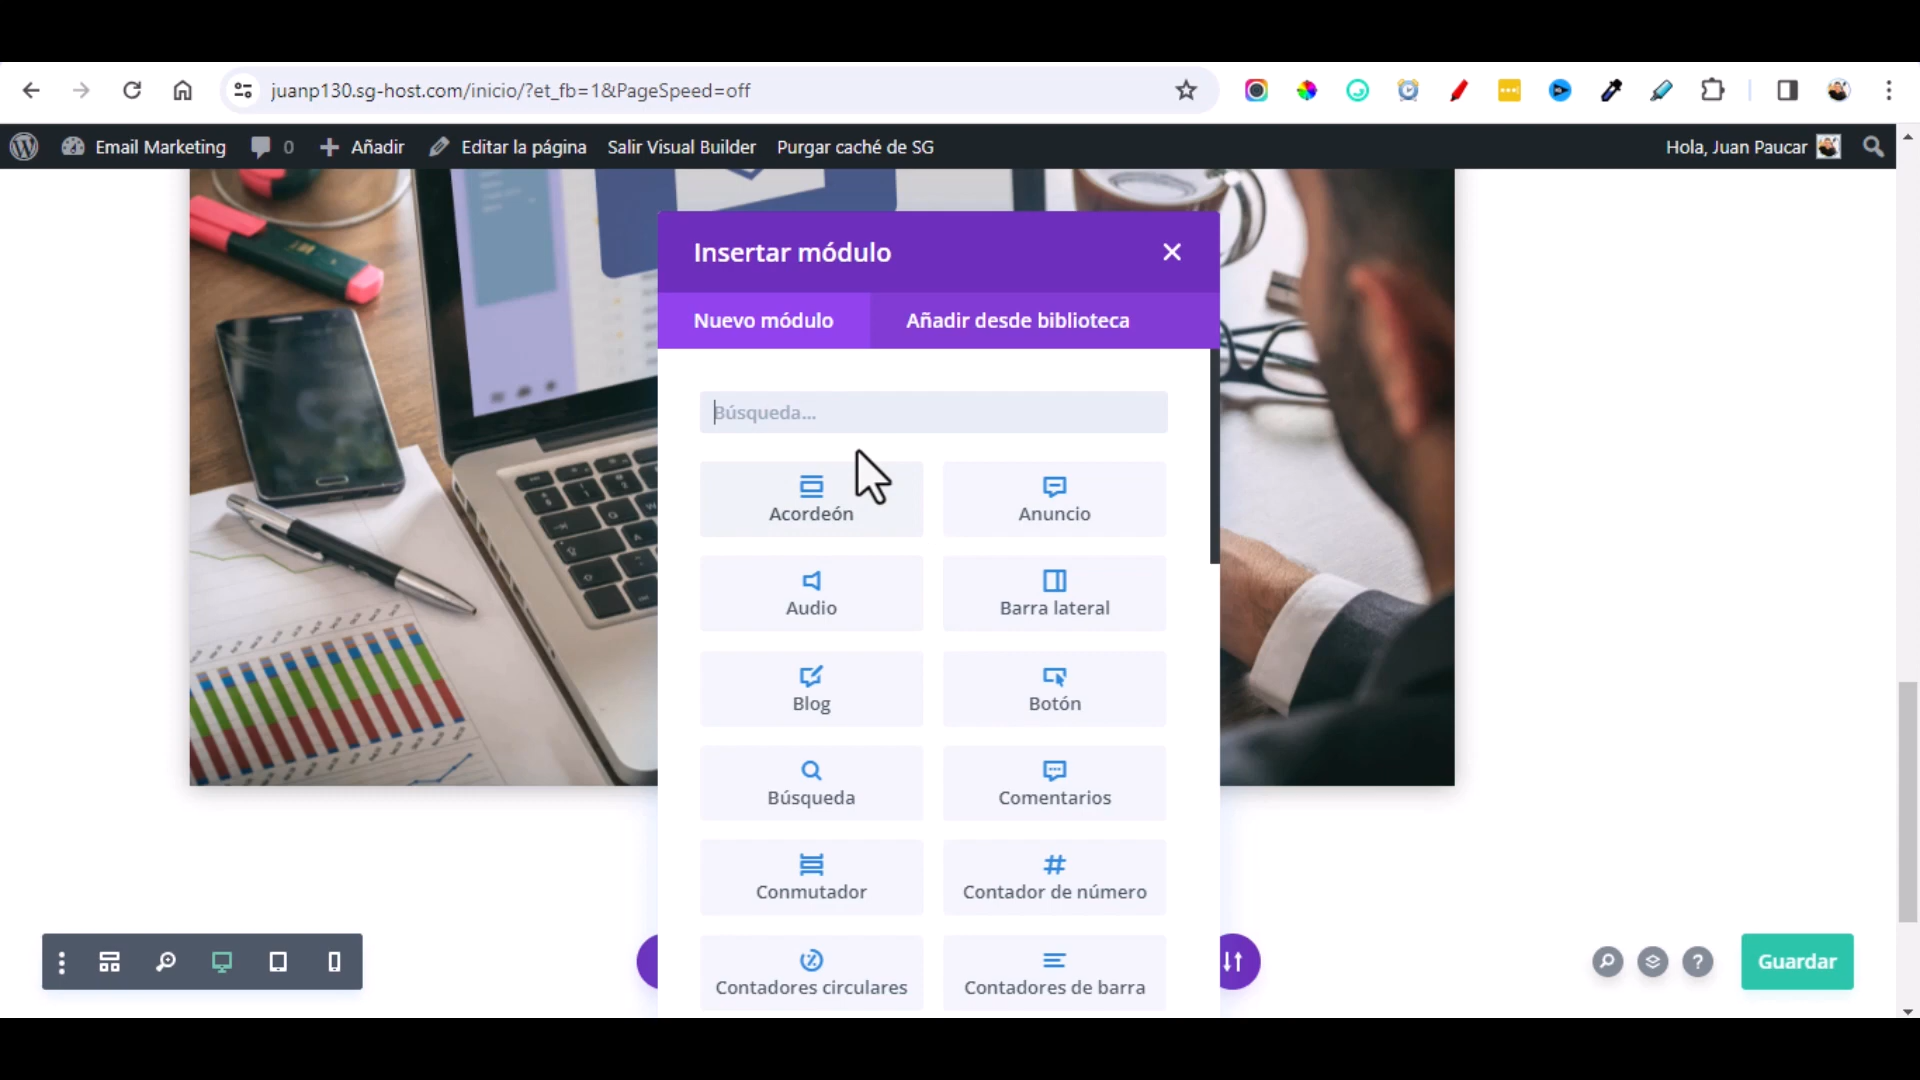 juanp130.sg-host.com/inicio/?et_fb=1&PageSpeed=off
Email Marketing
0
Añadir
Editar la página
Salir Visual Builder
Purgar caché de SG
Hola, Juan Paucar
Insertar módulo
Nuevo módulo
Añadir desde biblioteca
Búsqueda...
Acordeón
Anuncio
Audio
Barra lateral
Blog
Botón
Búsqueda
Comentarios
Conmutador
Contador de número
Contadores circulares
Contadores de barra
Guardar